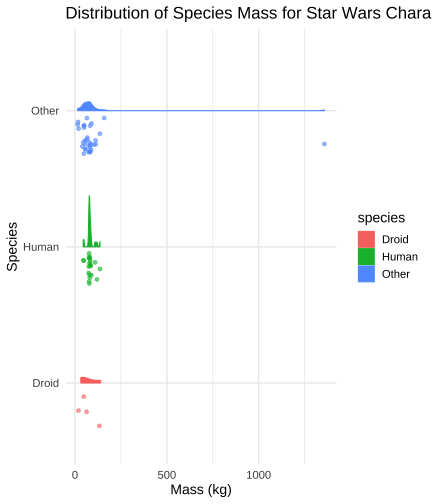 Distribution of Species Mass for Star Wars Chara
Other
Human
Droid
Species
0
500
1000
Mass (kg)
species
Droid
Human
Other